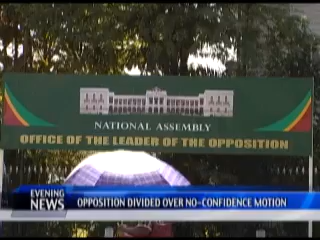 NATIONAL ASSEMBLY
OFFICE OF THE LEADER OF THE OPPOSITION
EVENING
NEWS
OPPOSITION DIVIDED OVER NO-CONFIDENCE MOTION